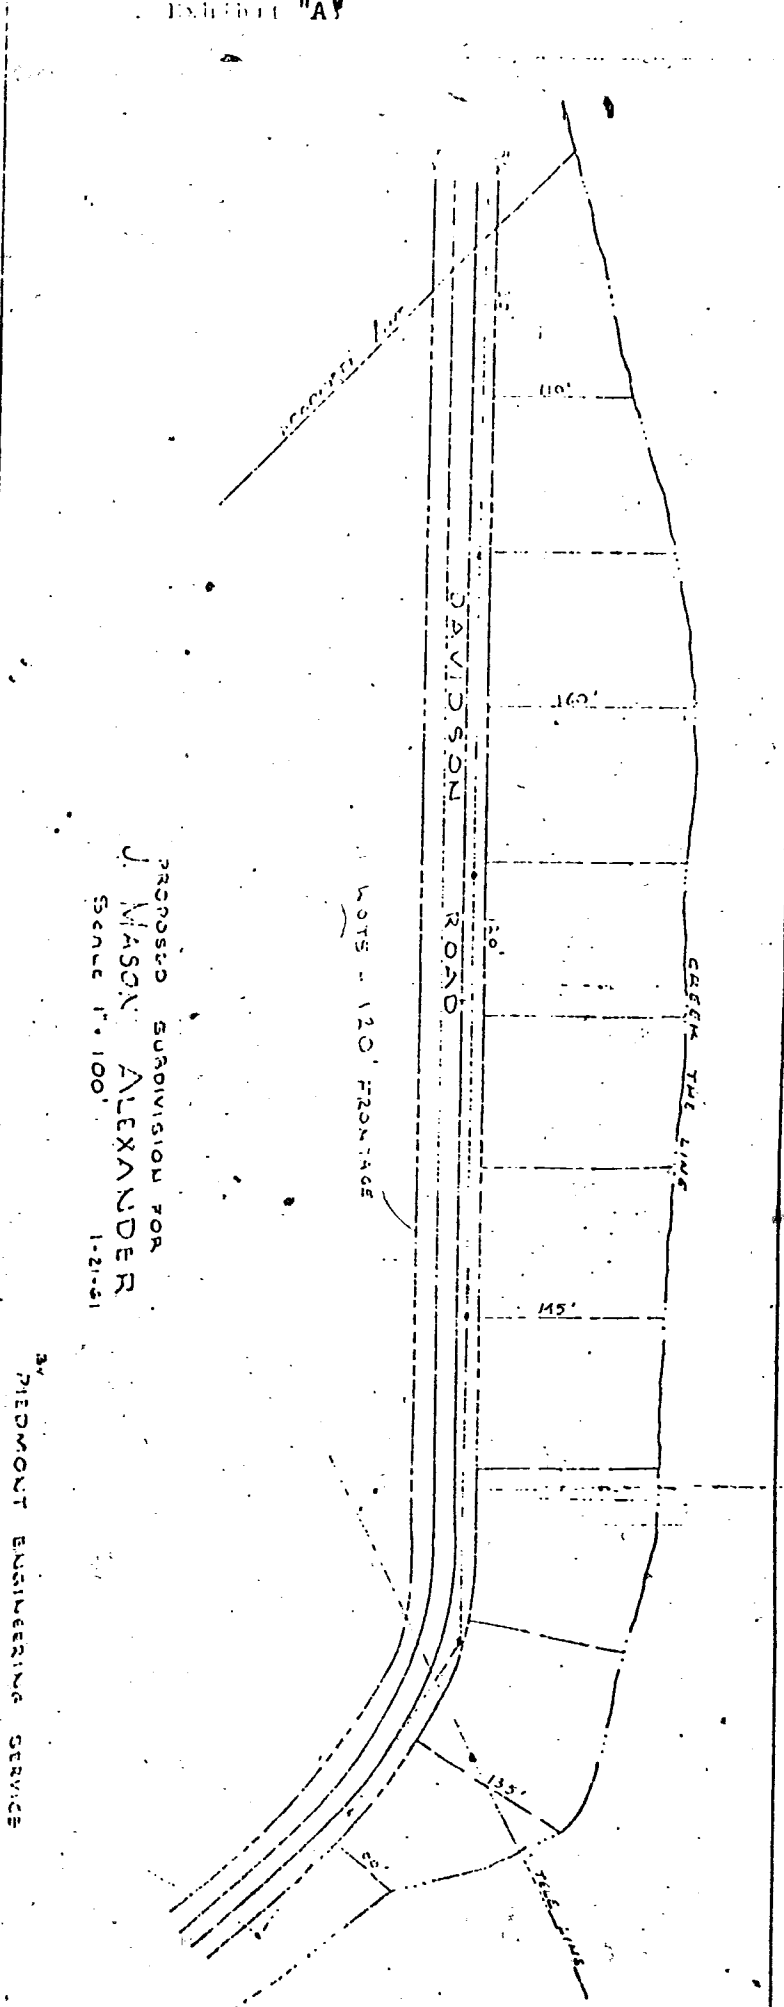 Exhibit "A"
110'
DAVIDSON ROAD
160'
120'
CREEK THE LINE
LOTS - 120' FRONTAGE
PROPOSED SUBDIVISION FOR
J. MASON ALEXANDER
SCALE 1" = 100'
1-21-61
145'
BY
PIEDMONT ENGINEERING SERVICE
135'
TELE LINE